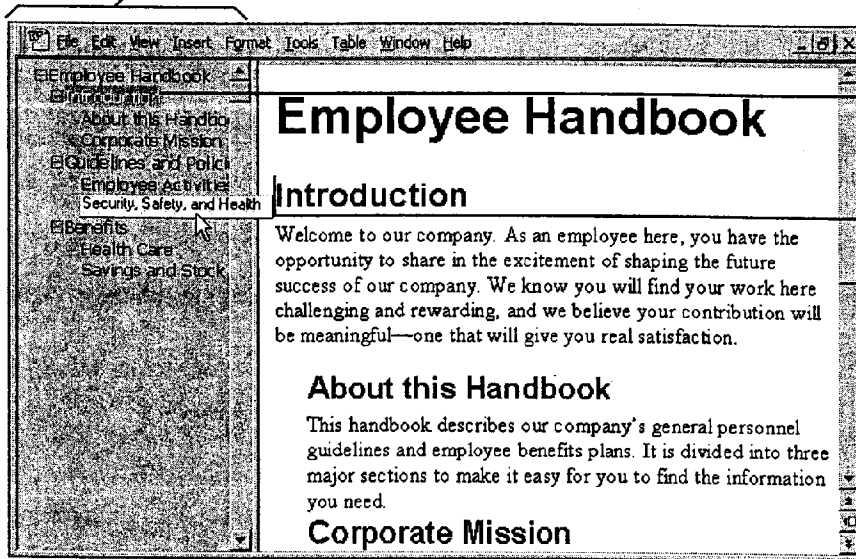 File Edit View Insert Format Tools Table Window Help
Employee Handbook
Introduction
About this Handbo
Corporate Mission
Guidelines and Polici
Employee Activitie
Security, Safety, and Health
Benefits
Health Care
Savings and Stock
Employee Handbook
Introduction
Welcome to our company. As an employee here, you have the
opportunity to share in the excitement of shaping the future
success of our company. We know you will find your work here
challenging and rewarding, and we believe your contribution will
be meaningful—one that will give you real satisfaction.
About this Handbook
This handbook describes our company's general personnel
guidelines and employee benefits plans. It is divided into three
major sections to make it easy for you to find the information
you need.
Corporate Mission